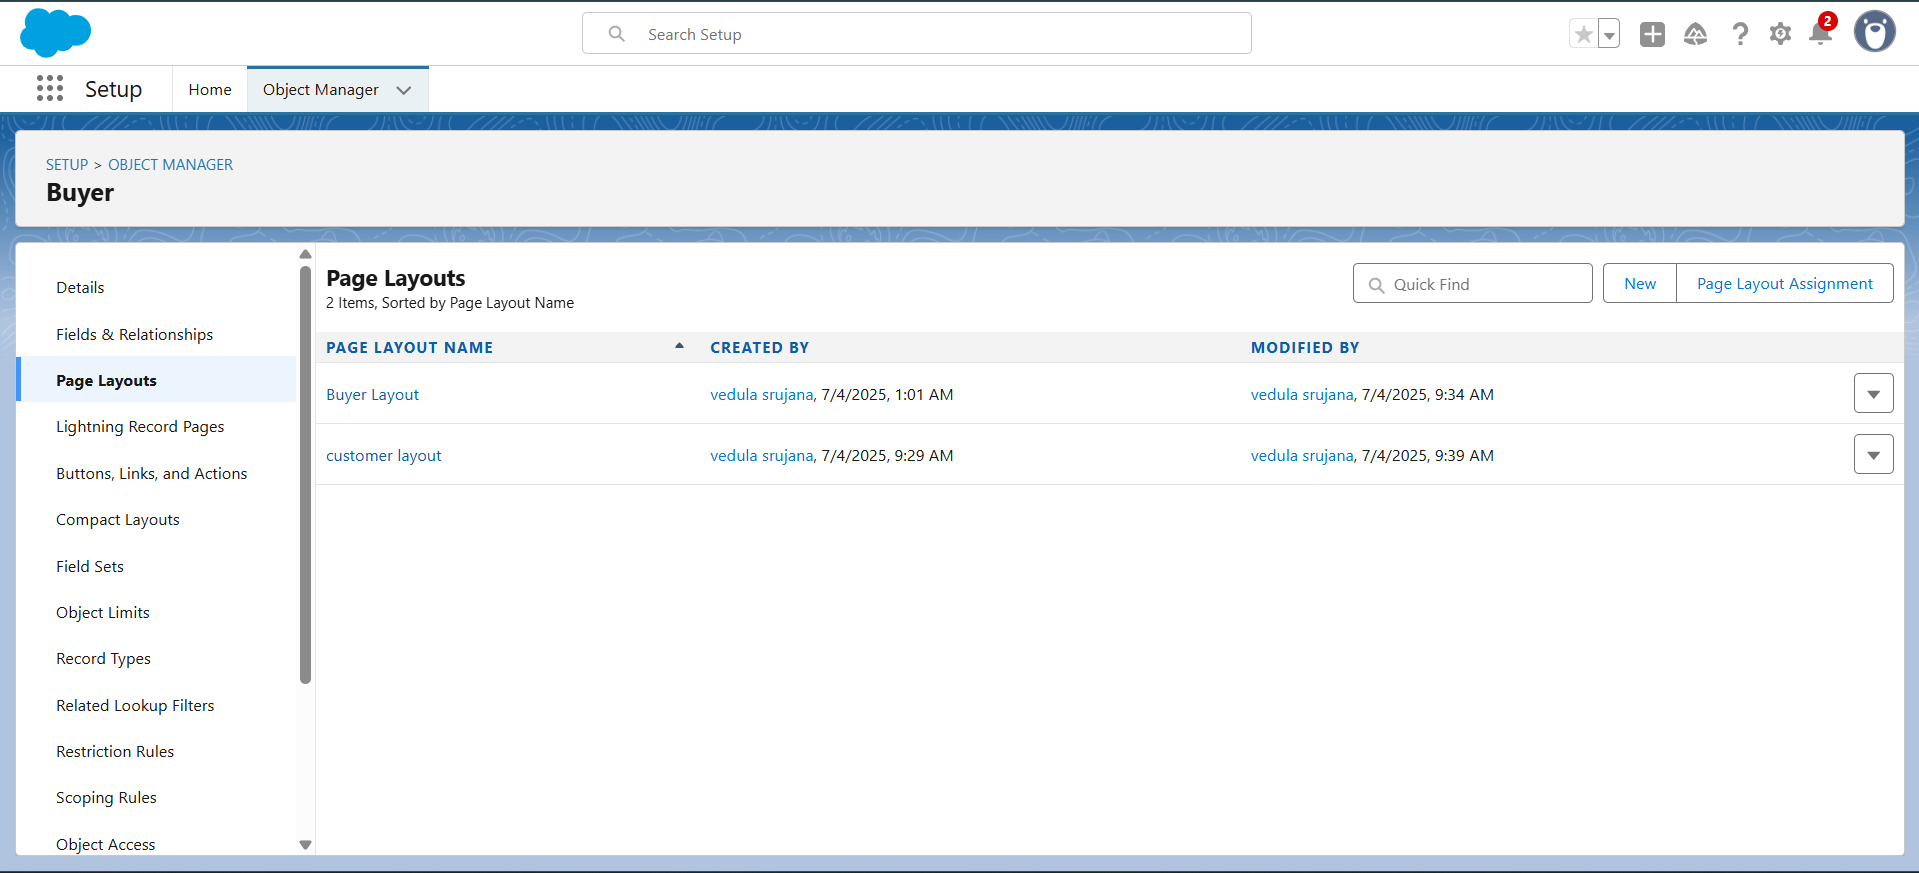 Search Setup
2
Setup
Home
Object Manager
SETUP > OBJECT MANAGER
Buyer
Details
Fields & Relationships
Page Layouts
Lightning Record Pages
Buttons, Links, and Actions
Compact Layouts
Field Sets
Object Limits
Record Types
Related Lookup Filters
Restriction Rules
Scoping Rules
Object Access
Page Layouts
2 Items, Sorted by Page Layout Name
Quick Find
New
Page Layout Assignment
PAGE LAYOUT NAME CREATED BY MODIFIED BY
Buyer Layout vedula srujana, 7/4/2025, 1:01 AM vedula srujana, 7/4/2025, 9:34 AM
customer layout vedula srujana, 7/4/2025, 9:29 AM vedula srujana, 7/4/2025, 9:39 AM